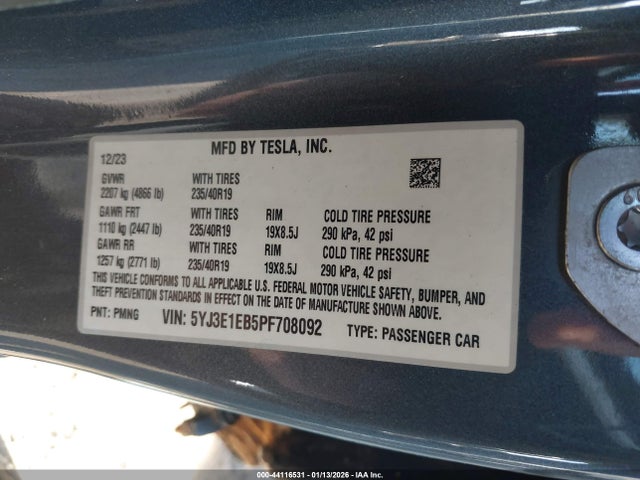 MFD BY TESLA, INC.
12/23
GVWR WITH TIRES
2207 kg (4866 lb) 235/40R19
GAWR FRT WITH TIRES RIM COLD TIRE PRESSURE
1110 kg (2447 lb) 235/40R19 19X8.5J 290 kPa, 42 psi
GAWR RR WITH TIRES RIM COLD TIRE PRESSURE
1257 kg (2771 lb) 235/40R19 19X8.5J 290 kPa, 42 psi
THIS VEHICLE CONFORMS TO ALL APPLICABLE U.S. FEDERAL MOTOR VEHICLE SAFETY, BUMPER, AND
THEFT PREVENTION STANDARDS IN EFFECT ON THE DATE OF MANUFACTURE SHOWN ABOVE.
PNT: PMNG VIN: 5YJ3E1EB5PF708092 TYPE: PASSENGER CAR
000-44116531 - 01/13/2026 - IAA Inc.